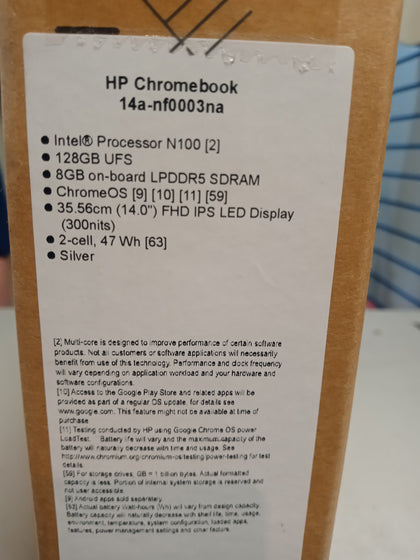 HP Chromebook
14a-nf0003na
● Intel® Processor N100 [2]
● 128GB UFS
● 8GB on-board LPDDR5 SDRAM
● ChromeOS [9] [10] [11] [59]
● 35.56cm (14.0") FHD IPS LED Display
(300nits)
● 2-cell, 47 Wh [63]
● Silver
[2] Multi-core is designed to improve performance of certain software
products. Not all customers or software applications will necessarily
benefit from use of this technology. Performance and clock frequency
will vary depending on application workload and your hardware and
software configurations.
[10] Access to the Google Play Store and related apps will be
provided as part of a regular OS update, for details see
www.google.com. This feature might not be available at time of
purchase
[11] Testing conducted by HP using Google Chrome OS power
LoadTest. Battery life will vary and the maximum capacity of the
battery will naturally decrease with time and usage. See
http://www.chromium.org/chromium-os/testing/power-testing for test
details.
[59] For storage drives, GB = 1 billion bytes. Actual formatted
capacity is less. Portion of internal system storage is reserved and
not user accessible
[9] Android apps sold separately
[63] Actual battery Watt-hours (Wh) will vary from design capacity.
Battery capacity will naturally decrease with shelf life, time, usage,
environment, temperature, system configuration, loaded apps,
features, power management settings and other factors.